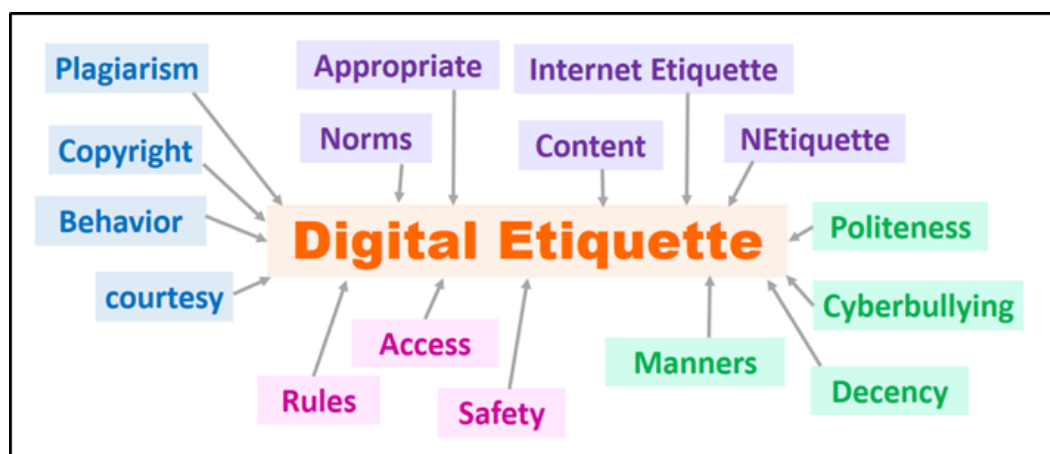 Plagiarism
Appropriate
Internet Etiquette
Copyright
Norms
Content
NEtiquette
Behavior
Digital Etiquette
Politeness
courtesy
Access
Manners
Cyberbullying
Rules
Safety
Decency